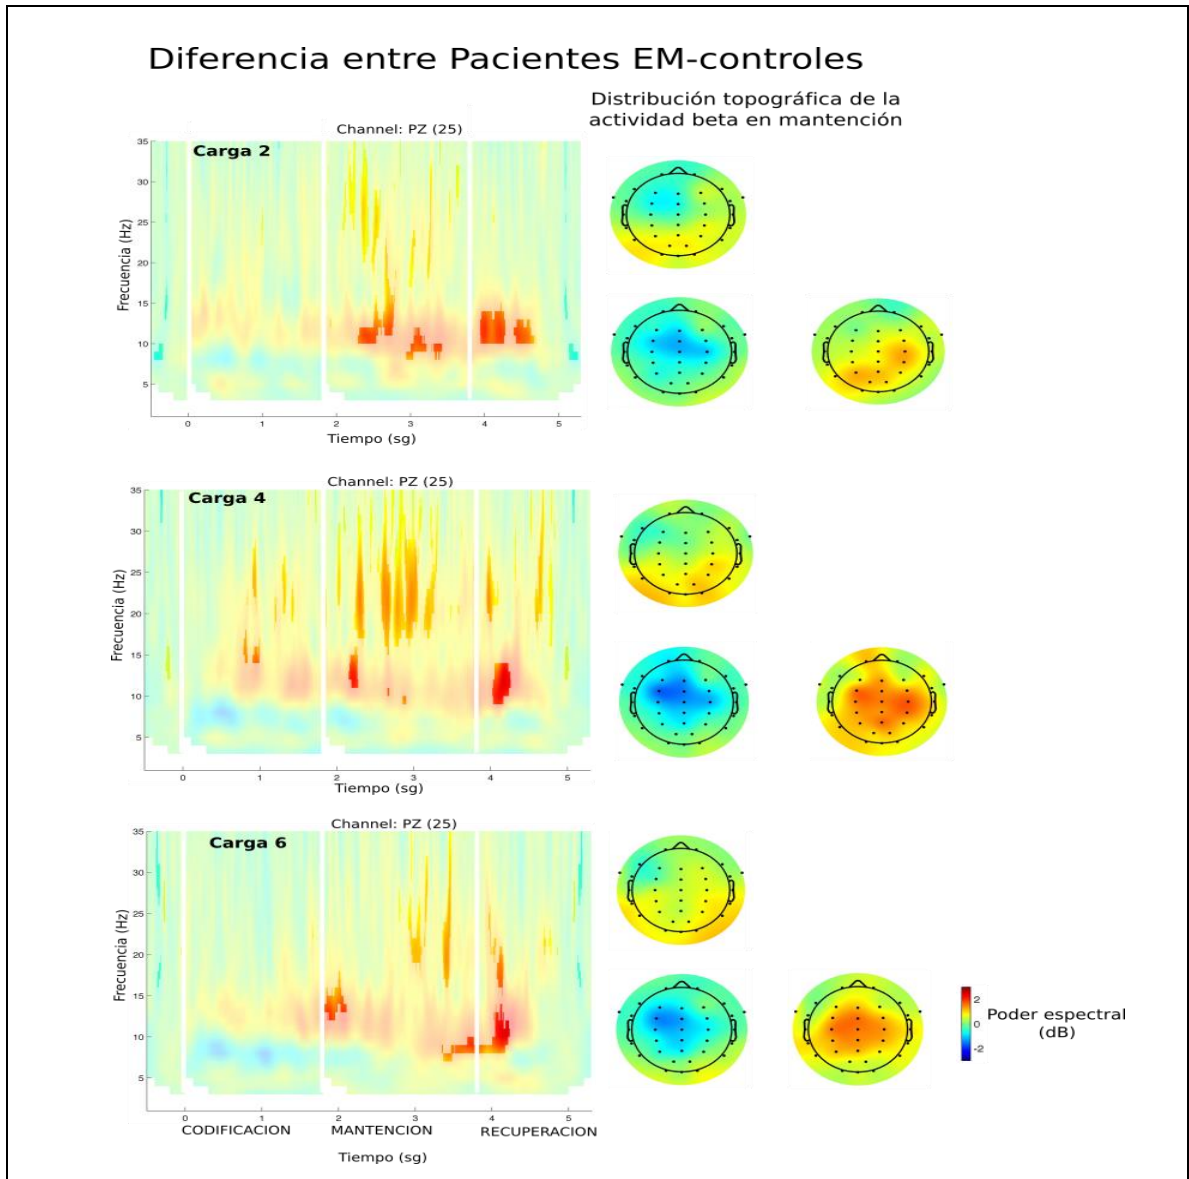 Diferencia entre Pacientes EM-controles
Distribución topográfica de la
actividad beta en mantención
Channel: PZ (25)
Carga 2
Frecuencia (Hz)
35
30
25
20
15
10
5
0 1 2 3 4 5
Tiempo (sg)
Channel: PZ (25)
Carga 4
Frecuencia (Hz)
35
30
25
20
15
10
5
0 1 2 3 4 5
Tiempo (sg)
Channel: PZ (25)
Carga 6
Frecuencia (Hz)
35
30
25
20
15
10
5
0 1 2 3 4 5
CODIFICACION MANTENCION RECUPERACION
Tiempo (sg)
2
0
-2
Poder espectral
(dB)